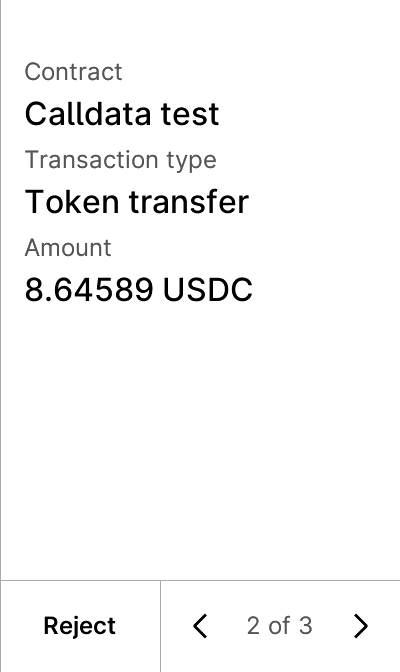 Contract
Calldata test
Transaction type
Token transfer
Amount
8.64589 USDC
Reject
2 of 3